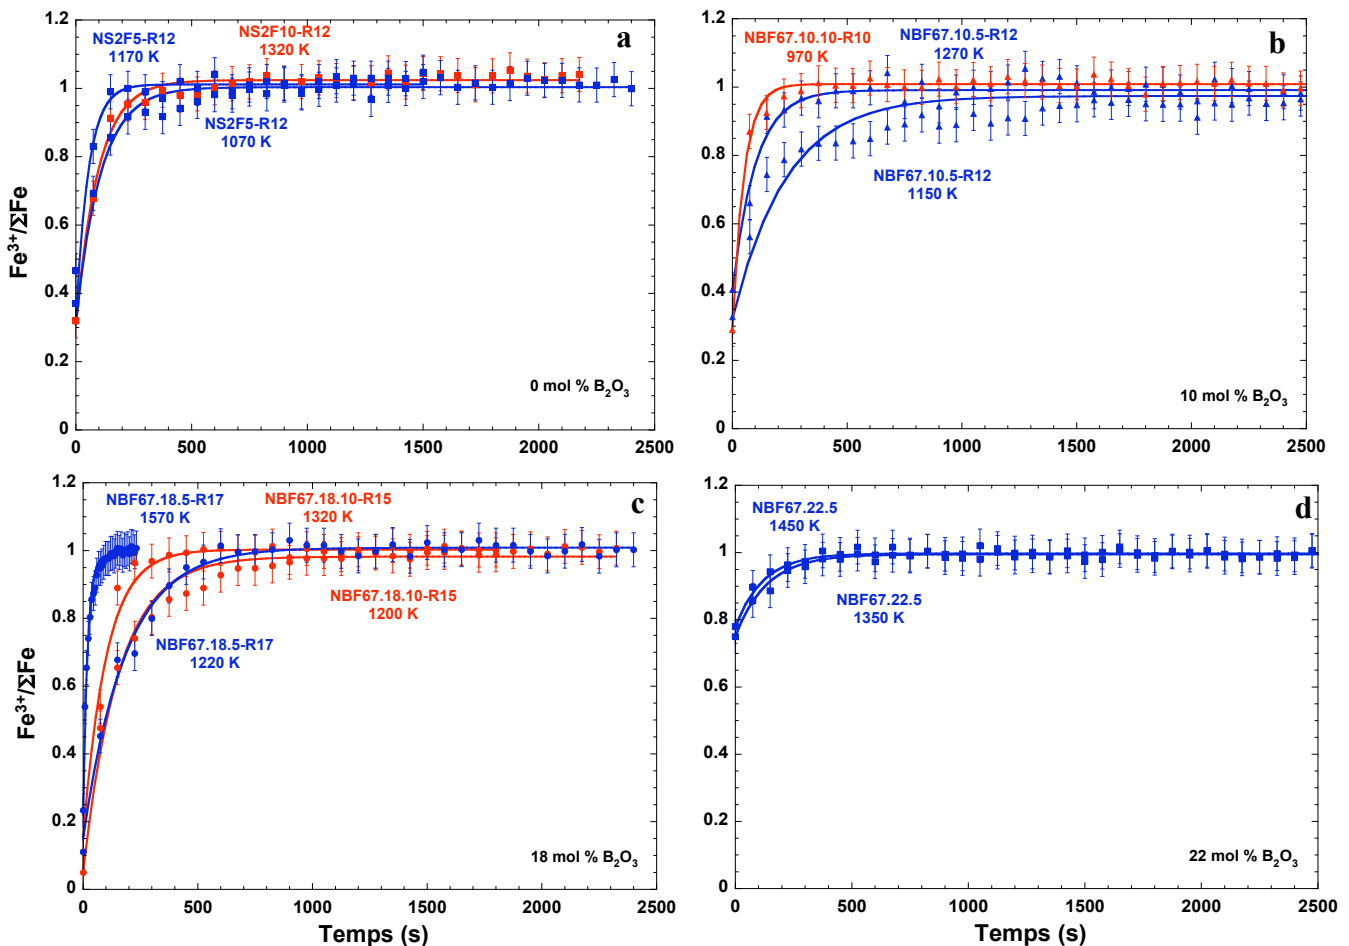 a
NS2F5-R12
1170 K
NS2F10-R12
1320 K
NS2F5-R12
1070 K
0 mol % B₂O₃
1.2
1
0.8
0.6
0.4
0.2
0
0 500 1000 1500 2000 2500
Fe³⁺/ΣFe
b
NBF67.10.10-R10
970 K
NBF67.10.5-R12
1270 K
NBF67.10.5-R12
1150 K
10 mol % B₂O₃
1.2
1
0.8
0.6
0.4
0.2
0
0 500 1000 1500 2000 2500
c
NBF67.18.5-R17
1570 K
NBF67.18.10-R15
1320 K
NBF67.18.10-R15
1200 K
NBF67.18.5-R17
1220 K
18 mol % B₂O₃
1.2
1
0.8
0.6
0.4
0.2
0
0 500 1000 1500 2000 2500
Fe³⁺/ΣFe
Temps (s)
d
NBF67.22.5
1450 K
NBF67.22.5
1350 K
22 mol % B₂O₃
1.2
1
0.8
0.6
0.4
0.2
0
0 500 1000 1500 2000 2500
Temps (s)